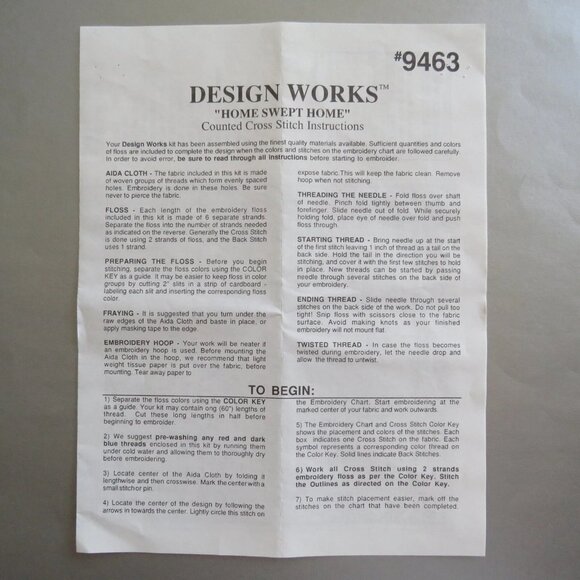 #9463
DESIGN WORKS™
"HOME SWEPT HOME"
Counted Cross Stitch Instructions
Your Design Works kit has been assembled using the finest quality materials available. Sufficient quantities and colors
of floss are included to complete the design when the colors and stitches on the embroidery chart are followed carefully.
In order to avoid error, be sure to read through all instructions before starting to embroider.
AIDA CLOTH - The fabric included in this kit is made
of woven groups of threads which form evenly spaced
holes. Embroidery is done in these holes. Be sure
never to pierce the fabric.
FLOSS - Each length of the embroidery floss
included in this kit is made of 6 separate strands.
Separate the floss into the number of strands needed
as indicated on the reverse. Generally the Cross Stitch
is done using 2 strands of floss, and the Back Stitch
uses 1 strand.
PREPARING THE FLOSS - Before you begin
stitching, separate the floss colors using the COLOR
KEY as a guide. It may be easier to keep floss in color
groups by cutting 2" slits in a strip of cardboard -
labeling each slit and inserting the corresponding floss
color
FRAYING - It is suggested that you turn under the
raw edges of the Aida Cloth and baste in place, or
apply masking tape to the edge.
EMBROIDERY HOOP - Your work will be neater if
an embroidery hoop is used. Before mounting the
Aida Cloth in the hoop, we recommend that light
weight tissue paper is put over the fabric, before
mounting. Tear away paper to
expose fabric.This will keep the fabric clean. Remove
hoop when not stitching.
THREADING THE NEEDLE - Fold floss over shaft
of needle. Pinch fold tightly between thumb and
forefinger. Slide needle out of fold. While securely
holding fold, place eye of needle over fold and push
floss through.
STARTING THREAD - Bring needle up at the start
of the first stitch leaving 1 inch of thread as a tail on the
back side. Hold the tail in the direction you will be
stitching, and cover it with the first few stitches to hold
in place. New threads can be started by passing
needle through several stitches on the back side of
your embroidery.
ENDING THREAD - Slide needle through several
stitches on the back side of the work. Do not pull too
tight! Snip floss with scissors close to the fabric
surface. Avoid making knots as your finished
embroidery will not mount flat.
TWISTED THREAD - In case the floss becomes
twisted during embroidery, let the needle drop and
allow the thread to untwist.
TO BEGIN:
1) Separate the floss colors using the COLOR KEY
as a guide. Your kit may contain ong (60") lengths of
thread. Cut these long lengths in half before
beginning to embroider.
2) We suggest pre-washing any red and dark
blue threads enclosed in this kit by running them
under cold water and allowing them to thoroughly dry
before embroidering.
3) Locate center of the Aida Cloth by folding it
lengthwise and then crosswise. Mark the center with a
small stitch or pin.
4) Locate the center of the design by following the
arrows in towards the center. Lightly circle this stitch on
the Embroidery Chart. Start embroidering at the
marked center of your fabric and work outwards.
5) The Embroidery Chart and Cross Stitch Color Key
shows the placement and colors of the stitches. Each
box indicates one Cross Stitch on the fabric. Each
symbol represents a corresponding color thread on
the Color Key. Solid lines indicate Back Stitches.
6) Work all Cross Stitch using 2 strands
embroidery floss as per the Color Key. Stitch
the Outlines as directed on the Color Key.
7) To make stitch placement easier, mark off the
stitches on the chart that have been completed.